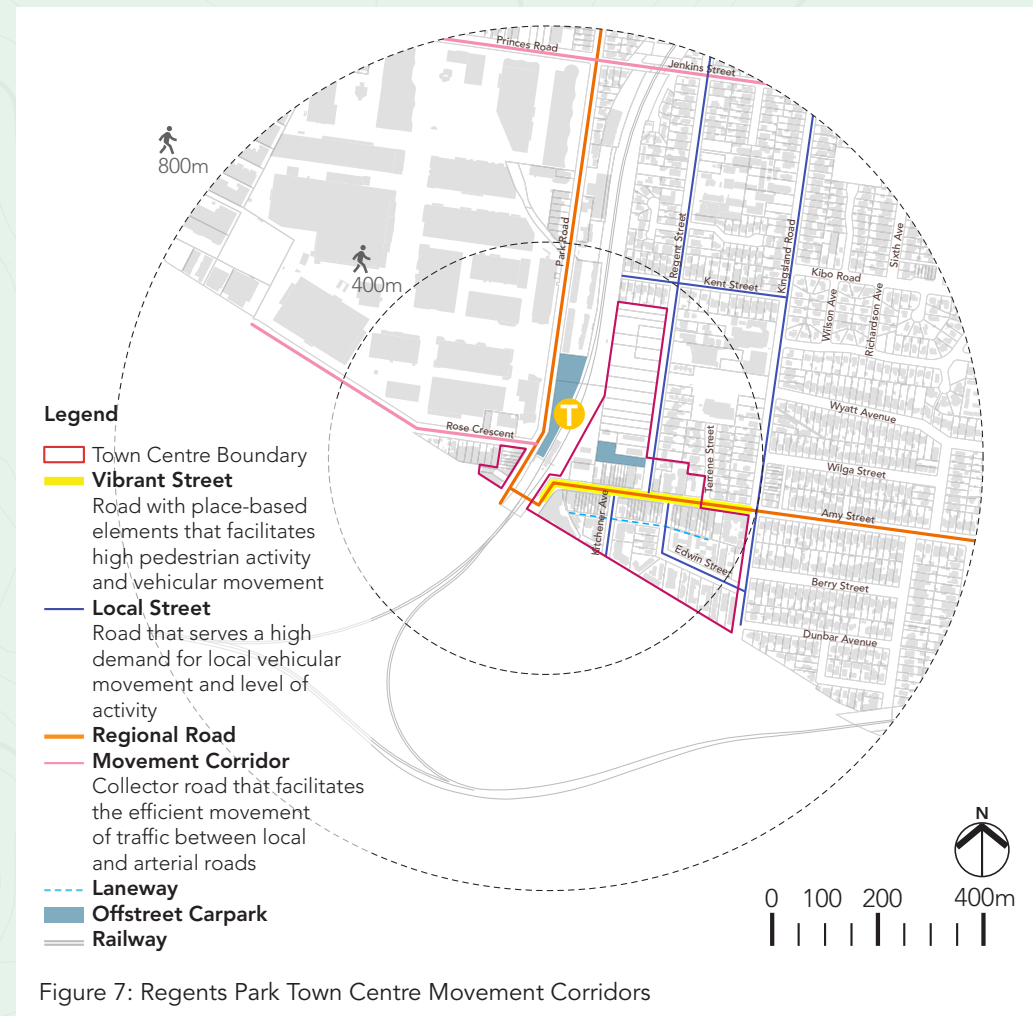 Princes Road
Jenkins Street
800m
400m
Park Road
Regent Street
Kent Street
Kingsland Road
Kibo Road
Sixth Ave
Wilson Ave
Richardson Ave
Wyatt Avenue
Wilga Street
Terrene Street
Rose Crescent
T
Amy Street
Kitchener Ave
Edwin Street
Berry Street
Dunbar Avenue
Legend
Town Centre Boundary
Vibrant Street
Road with place-based
elements that facilitates
high pedestrian activity
and vehicular movement
Local Street
Road that serves a high
demand for local vehicular
movement and level of
activity
Regional Road
Movement Corridor
Collector road that facilitates
the efficient movement
of traffic between local
and arterial roads
Laneway
Offstreet Carpark
Railway
N
0 100 200 400m
Figure 7: Regents Park Town Centre Movement Corridors